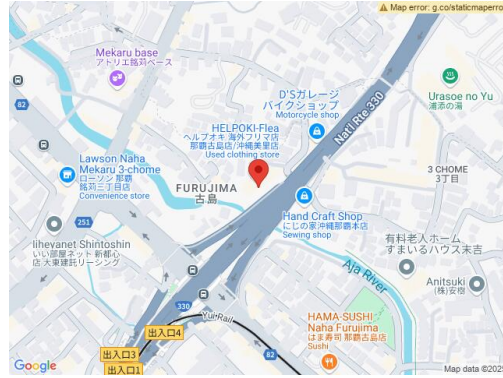 Map error: g.co/staticmaperro
Mekaru base
アトリエ銘苅ベース
82
D'Sガレージ
バイクショップ
Motorcycle shop
Urasoe no Yu
浦添の湯
Nat'l Rte 330
HELPOKI-Flea
ヘルプオキ 海外フリマ店
那覇古島店/沖縄美里店
Used clothing store
Lawson Naha
Mekaru 3-chome
ローソン 那覇
銘苅三丁目店
Convenience store
FURUJIMA
古島
3 CHOME
3丁目
251
Hand Craft Shop
にじの家沖縄那覇本店
Sewing shop
Iiheyanet Shintoshin
いい部屋ネット 新都心
店 大東建託リーシング
有料老人ホーム
すまいるハウス末吉
Aja River
Anitsuki
(株)安樹
330
Yui-Rail
出入口4
出入口3
出入口1
82
HAMA-SUSHI
Naha Furujima
はま寿司 那覇古島店
Sushi
Google
Map data ©202